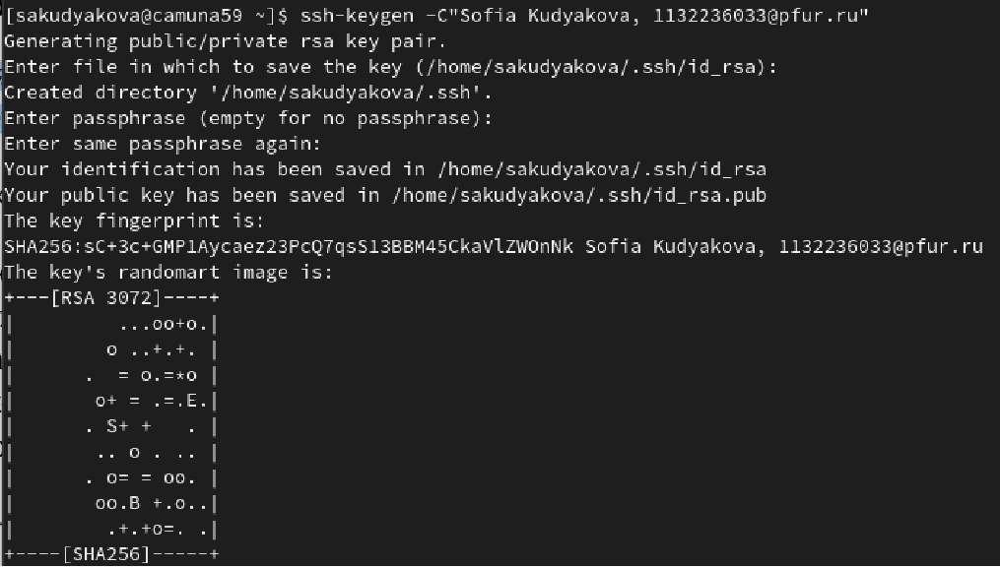 [sakudyakova@camuna59 ~]$ ssh-keygen -C"Sofia Kudyakova, 1132236033@pfur.ru"
Generating public/private rsa key pair.
Enter file in which to save the key (/home/sakudyakova/.ssh/id_rsa):
Created directory '/home/sakudyakova/.ssh'.
Enter passphrase (empty for no passphrase):
Enter same passphrase again:
Your identification has been saved in /home/sakudyakova/.ssh/id_rsa
Your public key has been saved in /home/sakudyakova/.ssh/id_rsa.pub
The key fingerprint is:
SHA256:sC+3c+GMP1Aycaez23PcQ7qsS13BBM45CkaVlZWOnNk Sofia Kudyakova, 1132236033@pfur.ru
The key's randomart image is:
+---[RSA 3072]----+
|          ...oo+o.|
|         o ..+.+. |
|       .  = o.=*o |
|        o+ = .=.E.|
|       . S+ +   . |
|        .. o . .. |
|       . o= = oo. |
|        oo.B +.o..|
|         .+.+o=. .|
+----[SHA256]-----+